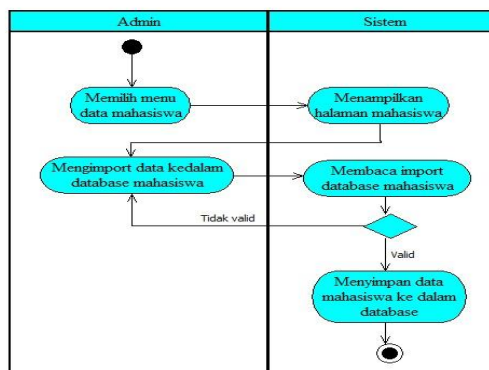 Admin
Sistem
Memilih menu
data mahasiswa
Menampilkan
halaman mahasiswa
Mengimport data kedalam
database mahasiswa
Membaca import
database mahasiswa
Tidak valid
Valid
Menyimpan data
mahasiswa ke dalam
database